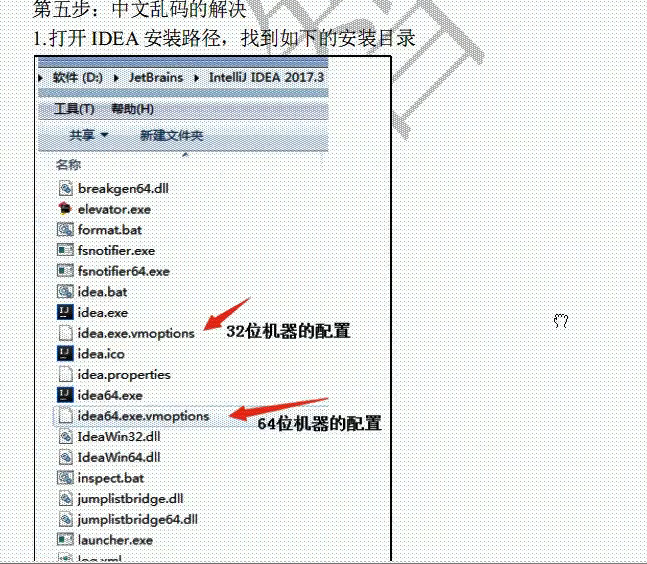 第五步：中文乱码的解决
1.打开 IDEA 安装路径，找到如下的安装目录
软件 (D:) ▸ JetBrains ▸ IntelliJ IDEA 2017.3
工具(T) 帮助(H)
共享 新建文件夹
名称
breakgen64.dll
elevator.exe
format.bat
fsnotifier.exe
fsnotifier64.exe
idea.bat
idea.exe
idea.exe.vmoptions 32位机器的配置
idea.ico
idea.properties
idea64.exe
idea64.exe.vmoptions 64位机器的配置
IdeaWin32.dll
IdeaWin64.dll
inspect.bat
jumplistbridge.dll
jumplistbridge64.dll
launcher.exe